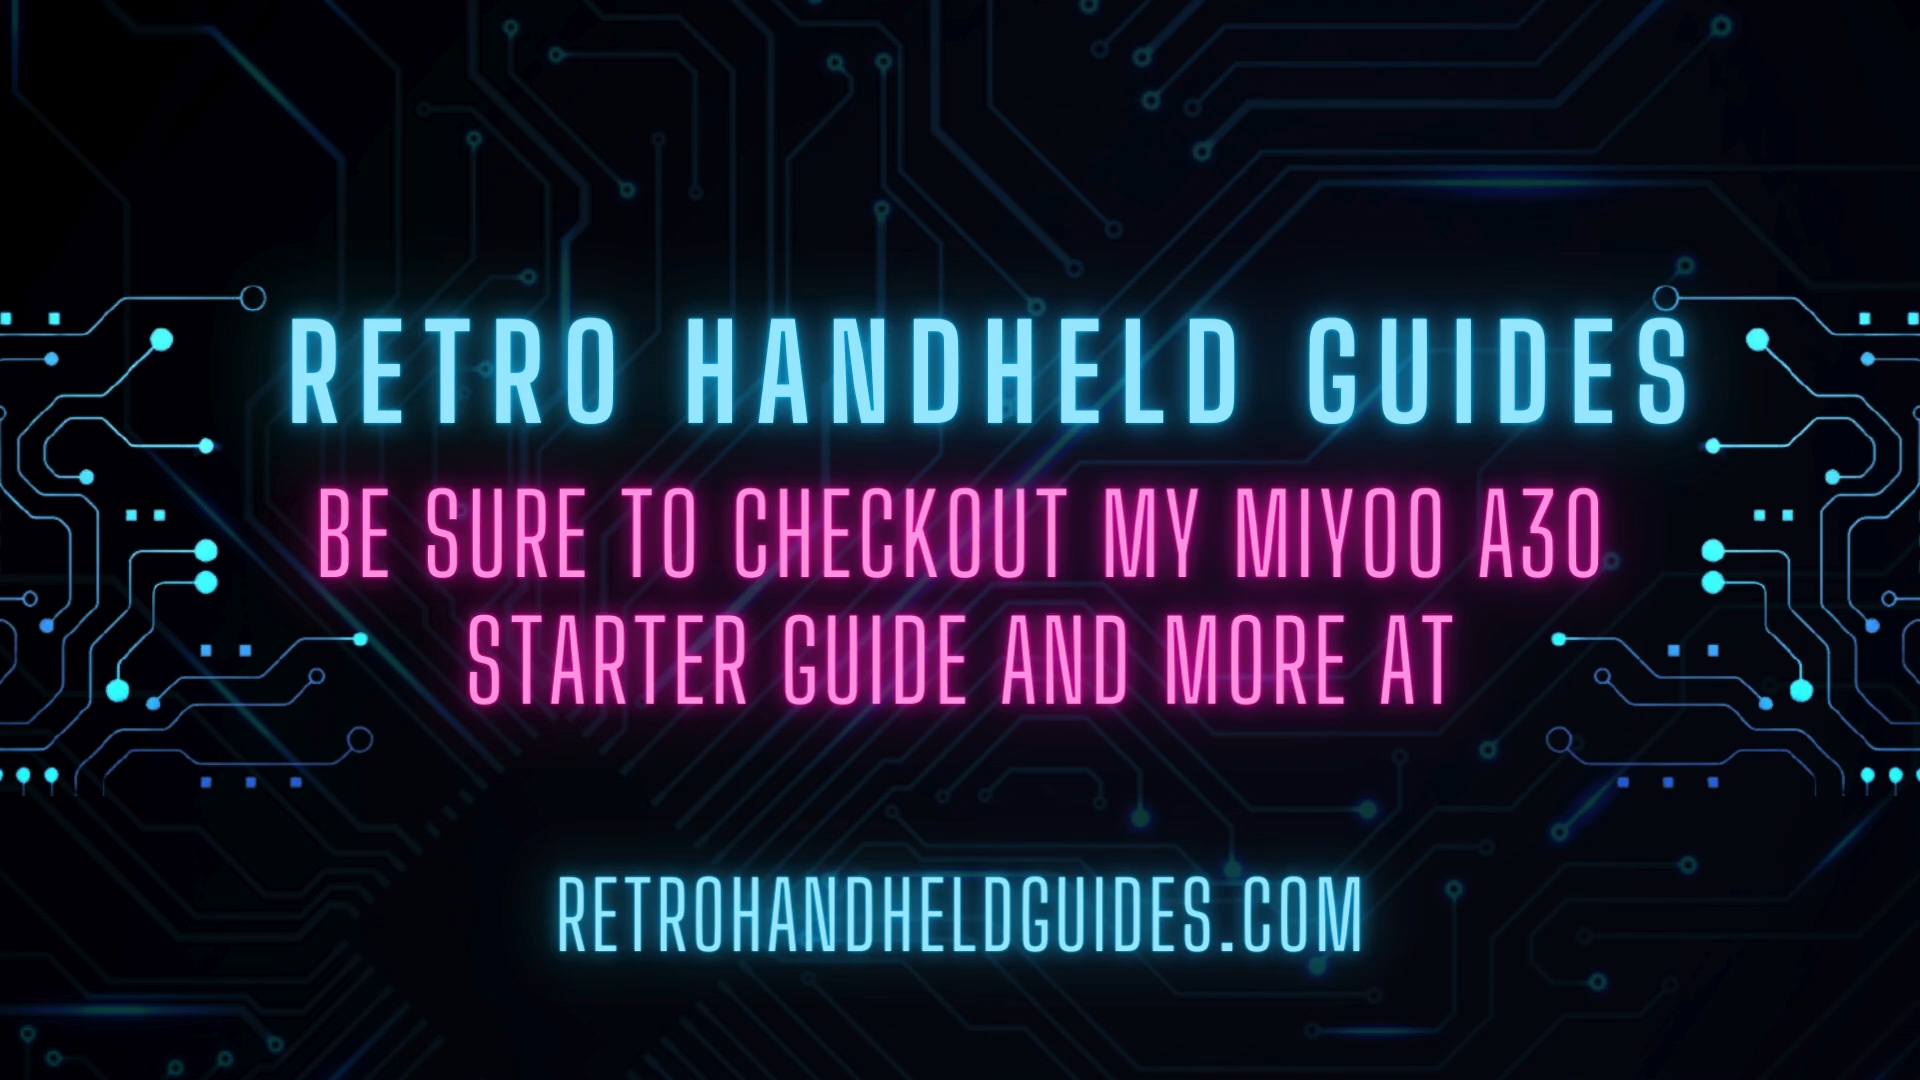 RETRO HANDHELD GUIDES
BE SURE TO CHECKOUT MY MIYOO A30
STARTER GUIDE AND MORE AT
RETROHANDHELDGUIDES.COM